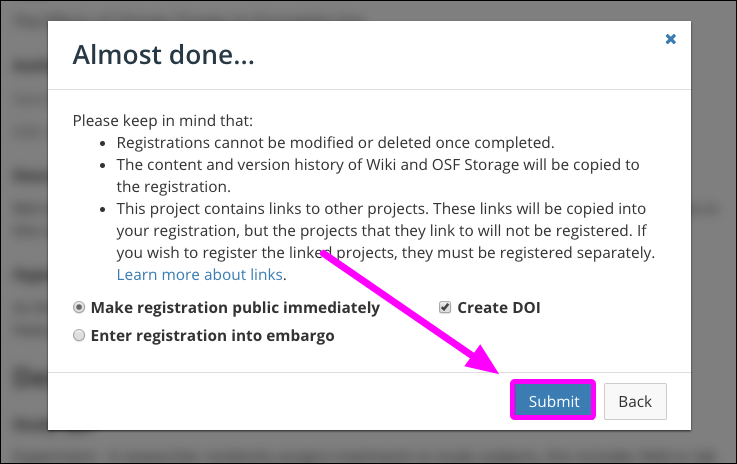 Almost done...
Please keep in mind that:
• Registrations cannot be modified or deleted once completed.
• The content and version history of Wiki and OSF Storage will be copied to
the registration.
• This project contains links to other projects. These links will be copied into
your registration, but the projects that they link to will not be registered. If
you wish to register the linked projects, they must be registered separately.
Learn more about links.
Make registration public immediately
Create DOI
Enter registration into embargo
Submit
Back